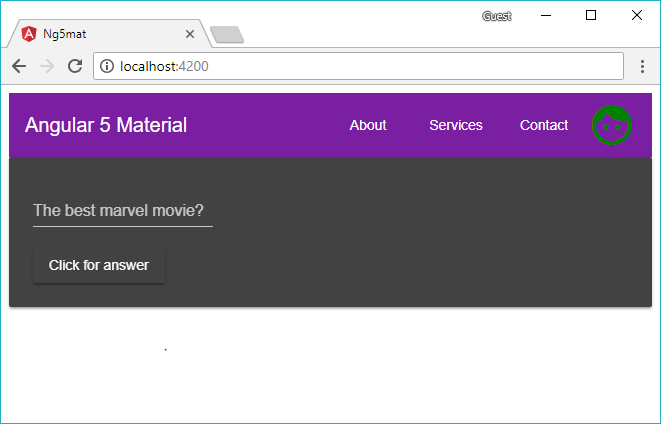 Guest
Ng5mat
localhost:4200
Angular 5 Material About Services Contact
The best marvel movie?
Click for answer